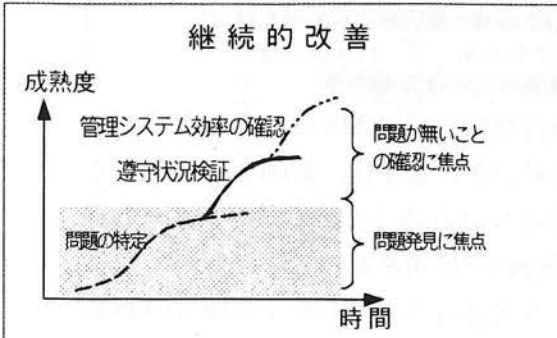 継続的改善
成熟度
管理システム効率の確認
遵守状況検証
問題の特定
問題が無いこと
の確認に焦点
問題発見に焦点
時間